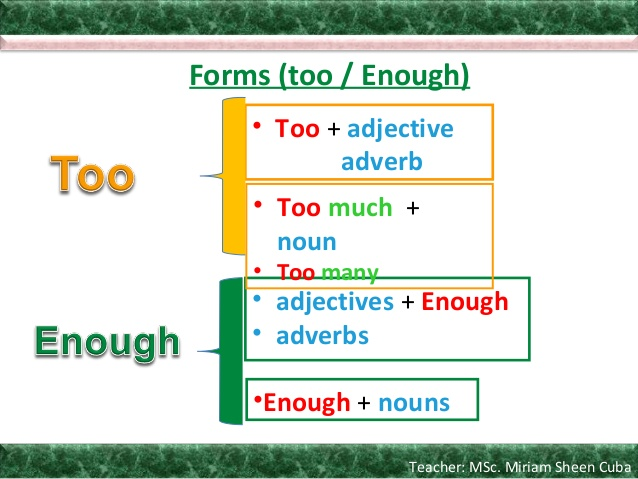 Forms (too / Enough)
Too
• Too + adjective
adverb
• Too much +
noun
• Too many
Enough
• adjectives + Enough
• adverbs
•Enough + nouns
Teacher: MSc. Miriam Sheen Cuba